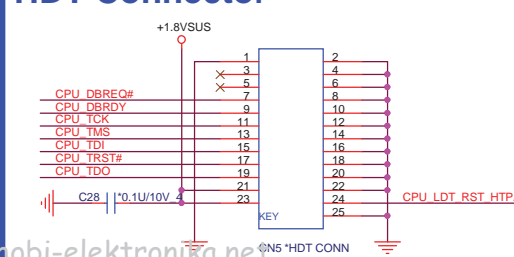 HDT Connector
+1.8VSUS
1 2
3 4
5 6
CPU_DBREQ# 7 8
CPU_DBRDY 9 10
CPU_TCK 11 12
CPU_TMS 13 14
CPU_TDI 15 16
CPU_TRST# 17 18
CPU_TDO 19 20
21 22
C28 *0.1U/10V_4 23 24 CPU_LDT_RST_HTP
KEY 25
CN5 *HDT CONN
mobi-elektronika.net